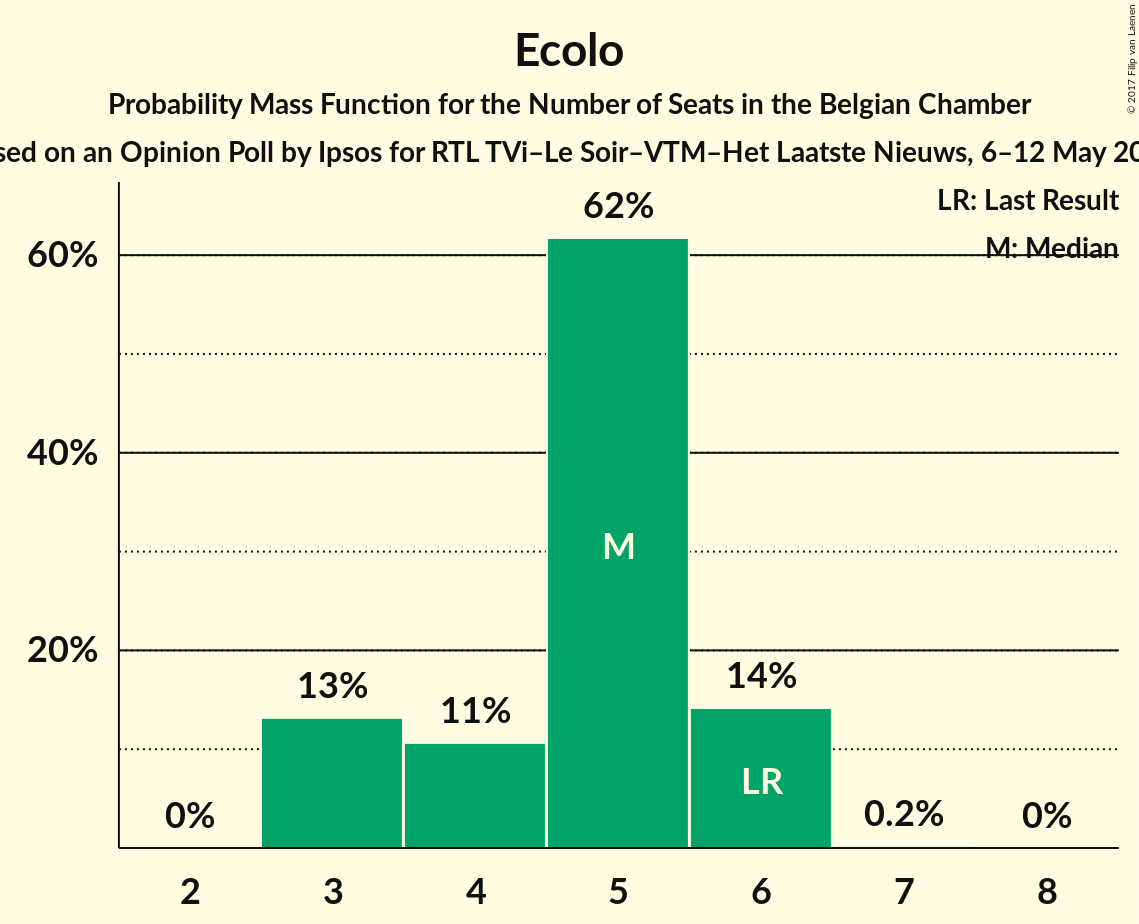 Ecolo
Probability Mass Function for the Number of Seats in the Belgian Chamber
on an Opinion Poll by Ipsos for RTL TVi–Le Soir–VTM–Het Laatste Nieuws, 6–12 May
© 2017 Filip van Laenen
LR: Last Result
M: Median
62%
60%
40%
M
20%
13%
11%
14%
LR
0%
0.2%
0%
2 3 4 5 6 7 8